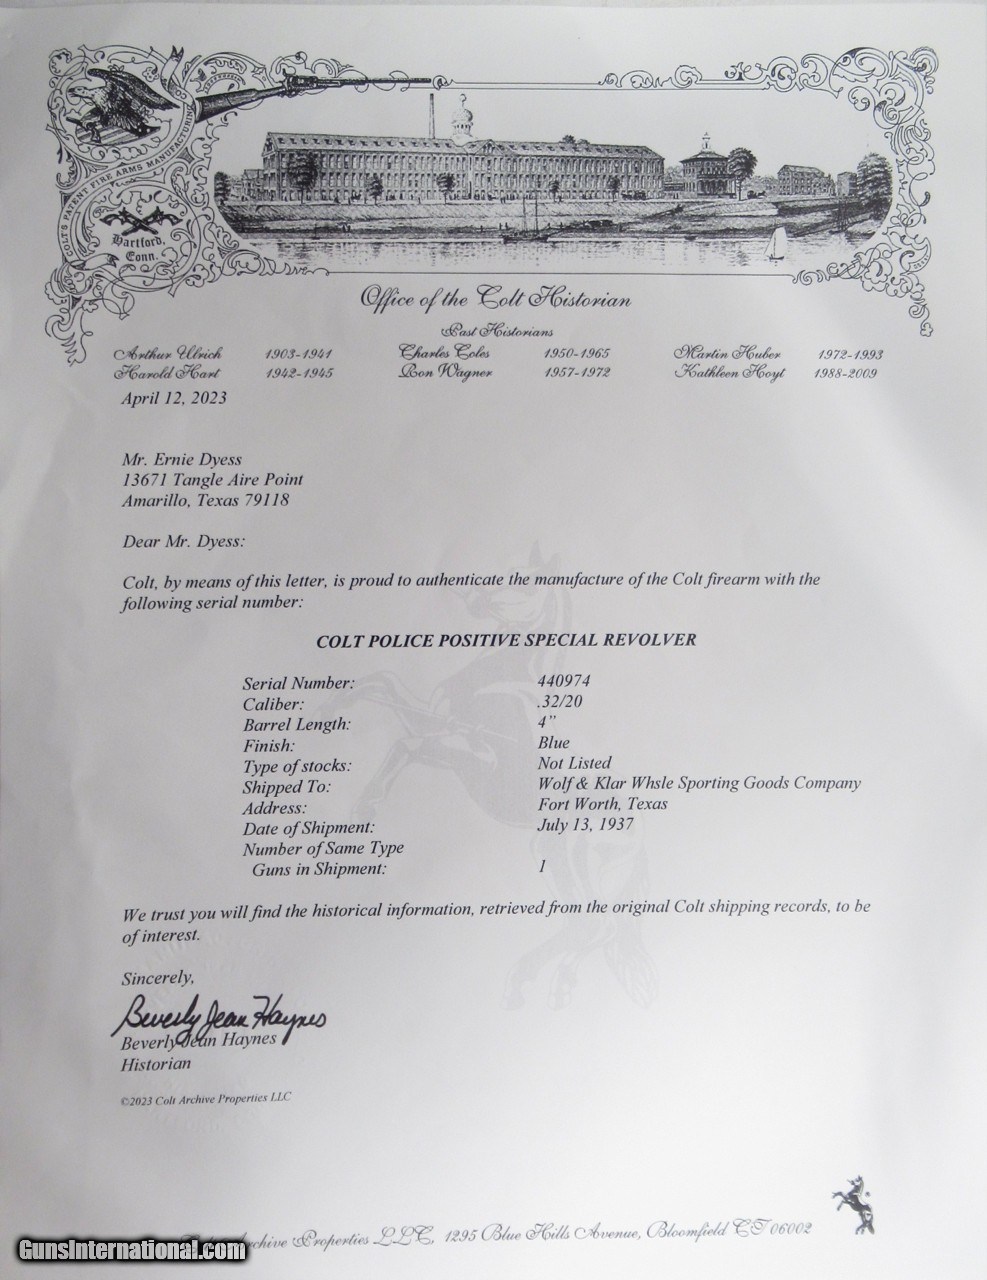 COLT'S PATENT FIRE ARMS MANUFACTURING
Hartford,
Conn.
Office of the Colt Historian
Past Historians
Arthur Ulrich 1903-1941 Charles Coles 1950-1965 Martin Huber 1972-1993
Harold Hart 1942-1945 Ron Wagner 1957-1972 Kathleen Hoyt 1988-2009
April 12, 2023
Mr. Ernie Dyess
13671 Tangle Aire Point
Amarillo, Texas 79118
Dear Mr. Dyess:
Colt, by means of this letter, is proud to authenticate the manufacture of the Colt firearm with the
following serial number:
COLT POLICE POSITIVE SPECIAL REVOLVER
Serial Number: 440974
Caliber: .32/20
Barrel Length: 4”
Finish: Blue
Type of stocks: Not Listed
Shipped To: Wolf & Klar Whsle Sporting Goods Company
Address: Fort Worth, Texas
Date of Shipment: July 13, 1937
Number of Same Type
Guns in Shipment: 1
We trust you will find the historical information, retrieved from the original Colt shipping records, to be
of interest.
Sincerely,
Beverly Jean Haynes
Beverly Jean Haynes
Historian
©2023 Colt Archive Properties LLC
Properties LLC, 1295 Blue Hills Avenue, Bloomfield CT 06002
GunsInternational.com